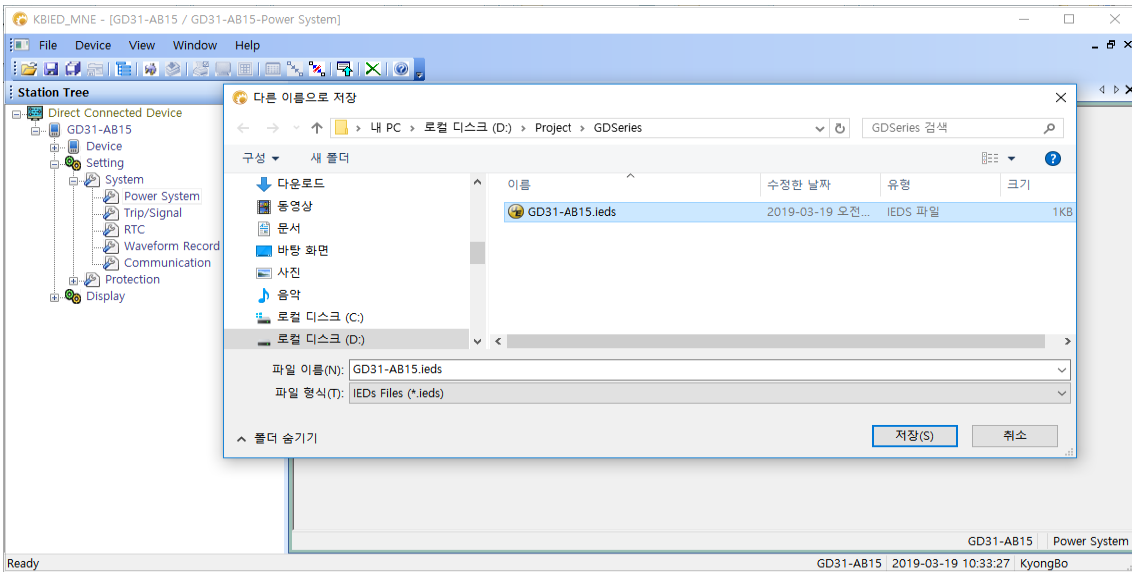 KBIED_MNE - [GD31-AB15 / GD31-AB15-Power System]
File Device View Window Help
Station Tree
Direct Connected Device
GD31-AB15
Device
Setting
System
Power System
Trip/Signal
RTC
Waveform Record
Communication
Protection
Display
다른 이름으로 저장
내 PC > 로컬 디스크 (D:) > Project > GDSeries
GDSeries 검색
구성 새 폴더
다운로드
동영상
문서
바탕 화면
사진
음악
로컬 디스크 (C:)
로컬 디스크 (D:)
이름 수정한 날짜 유형 크기
GD31-AB15.ieds 2019-03-19 오전... IEDS 파일 1KB
파일 이름(N): GD31-AB15.ieds
파일 형식(T): IEDs Files (*.ieds)
폴더 숨기기
저장(S) 취소
GD31-AB15 Power System
Ready GD31-AB15 2019-03-19 10:33:27 KyongBo